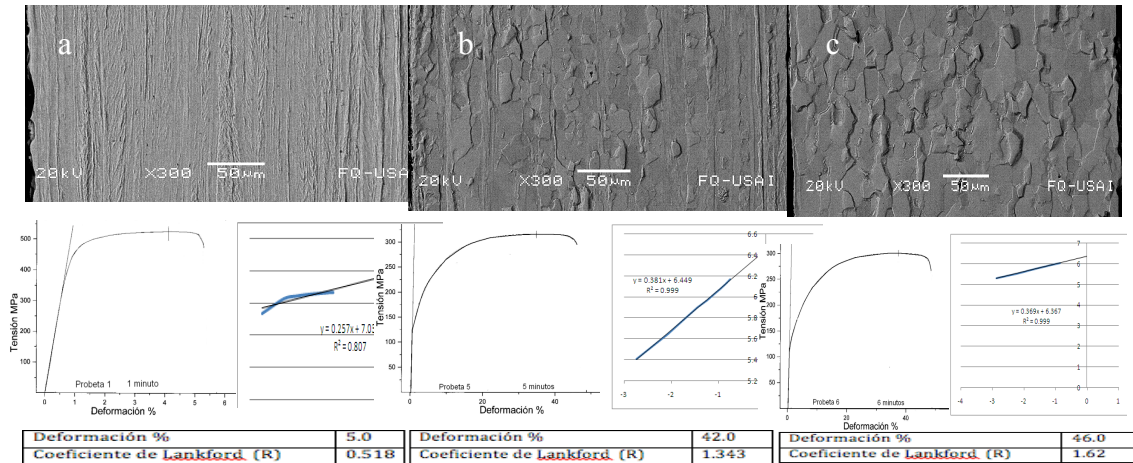 a
20kV X300 50µm FQ-USAI
b
20kV X300 50µm FQ-USAI
c
20kV X300 50µm FQ-USAI
Tensión MPa
500
400
300
200
100
0 1 2 3 4 5 6
Probeta 1 1 minuto
Deformación %
y = 0.257x + 7.03
R² = 0.807
Tensión MPa
300
250
200
150
100
50
0 20 40
Probeta 5 5 minutos
Deformación %
y = 0.381x + 6.449
R² = 0.999
6.6
6.4
6.2
6
5.8
5.6
5.4
5.2
-3 -2 -1
Tensión MPa
300
250
200
150
100
50
0 20 40
Probeta 6 6 minutos
Deformación %
y = 0.369x + 6.367
R² = 0.999
7
6
5
4
3
2
1
0
-4 -3 -2 -1 0 1
Deformación % 5.0
Coeficiente de Lankford (R) 0.518
Deformación % 42.0
Coeficiente de Lankford (R) 1.343
Deformación % 46.0
Coeficiente de Lankford (R) 1.62